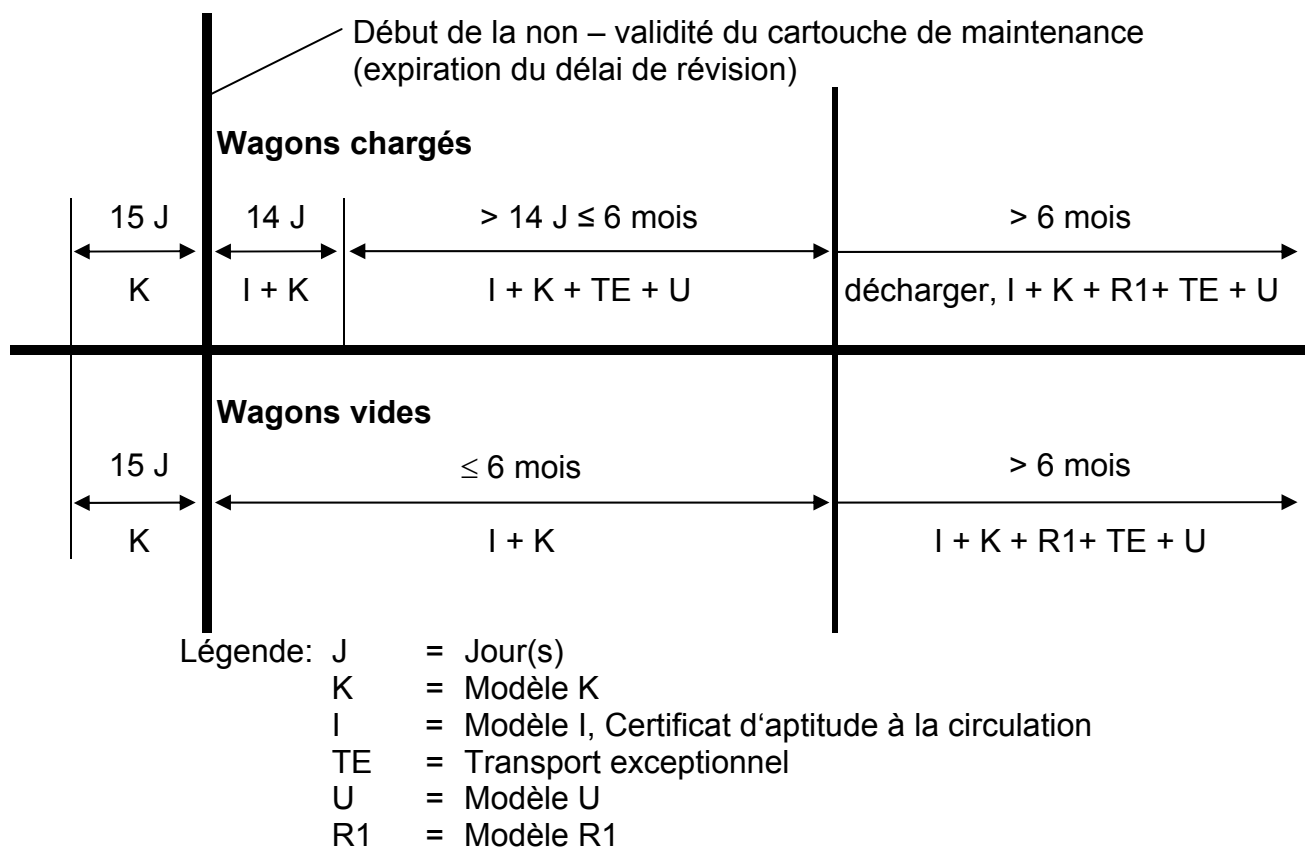 Début de la non – validité du cartouche de maintenance
(expiration du délai de révision)
Wagons chargés
15 J 14 J > 14 J ≤ 6 mois > 6 mois
K I + K I + K + TE + U décharger, I + K + R1+ TE + U
Wagons vides
15 J ≤ 6 mois > 6 mois
K I + K I + K + R1+ TE + U
Légende: J = Jour(s)
K = Modèle K
I = Modèle I, Certificat d‘aptitude à la circulation
TE = Transport exceptionnel
U = Modèle U
R1 = Modèle R1